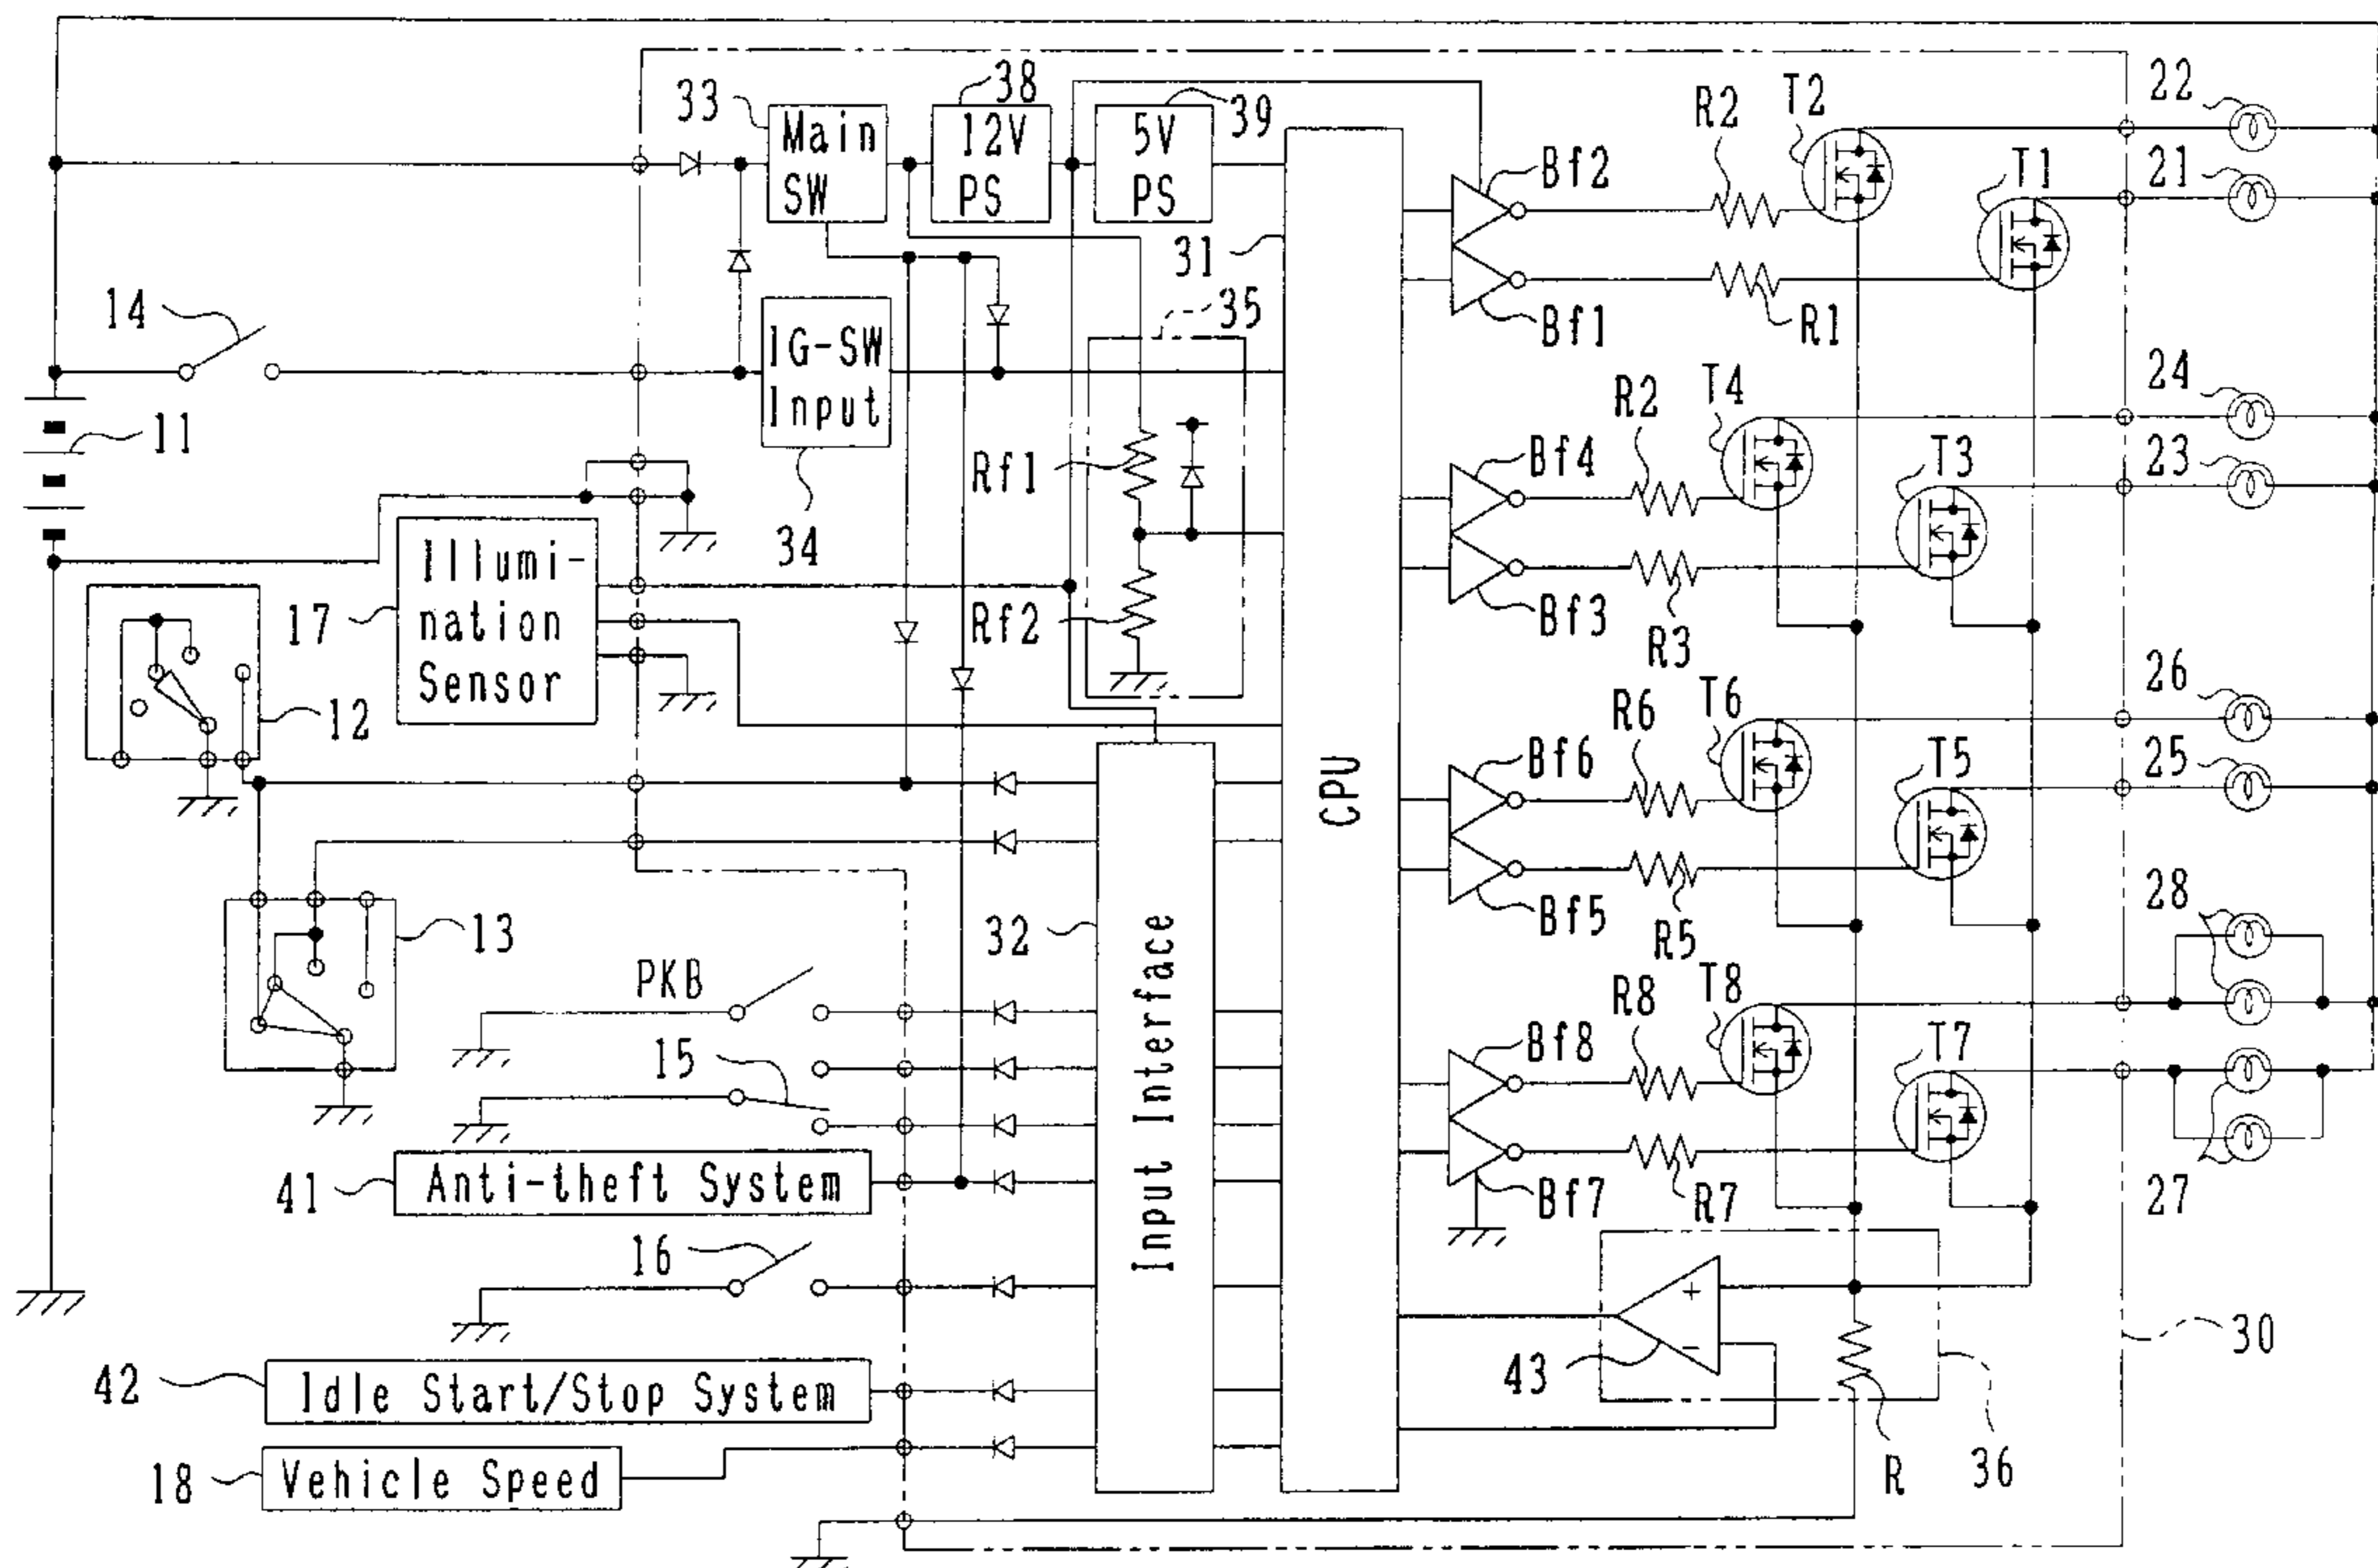 33
Main
SW
38
12V
PS
39
5V
PS
31
CPU
Bf2
R2
T2
22
T1
21
Bf1
R1
14
IG-SW
Input
34
35
11
Rf1
Rf2
Bf4
R2
T4
24
T3
23
Bf3
R3
17
Illumi-
nation
Sensor
12
Bf6
R6
T6
26
T5
25
Bf5
R5
13
32
Input Interface
PKB
15
Bf8
R8
T8
28
T7
27
Bf7
R7
41
Anti-theft System
16
+
−
43
R
36
30
42
Idle Start/Stop System
18
Vehicle Speed